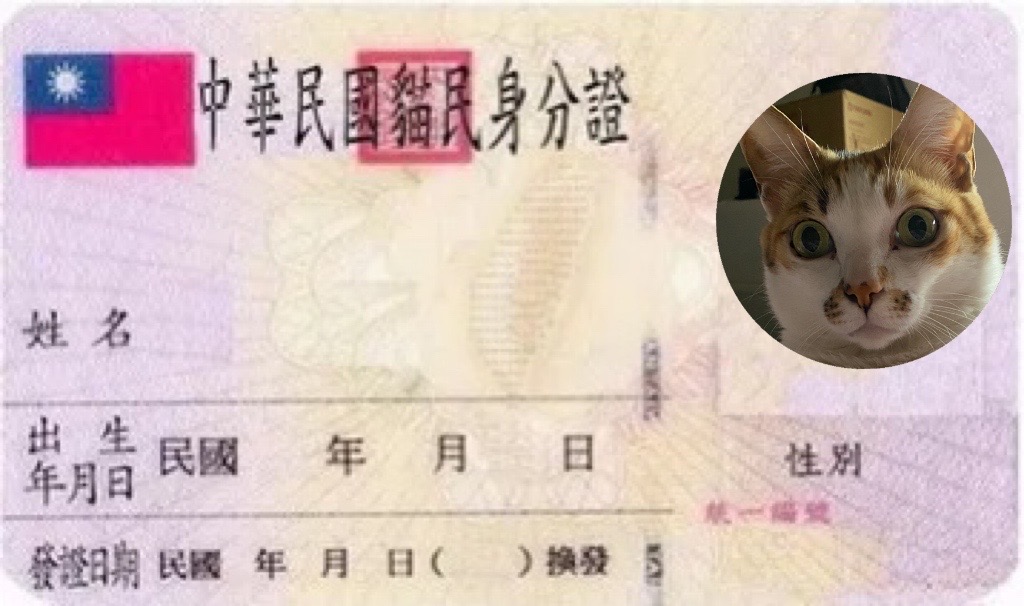 中華民國貓民身分證
姓名
出生年月日 民國 年 月 日
性別
統一編號
發證日期 民國 年 月 日( )換發